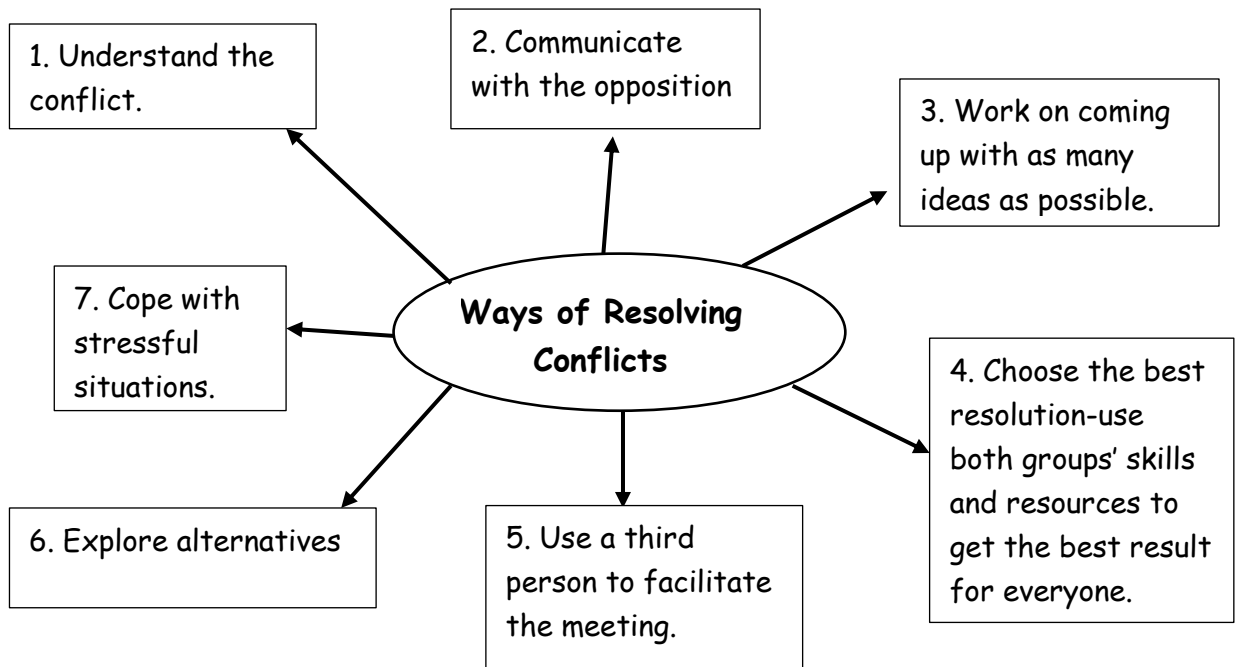 1. Understand the
conflict.
2. Communicate
with the opposition
3. Work on coming
up with as many
ideas as possible.
Ways of Resolving
Conflicts
7. Cope with
stressful
situations.
4. Choose the best
resolution-use
both groups’ skills
and resources to
get the best result
for everyone.
6. Explore alternatives
5. Use a third
person to facilitate
the meeting.